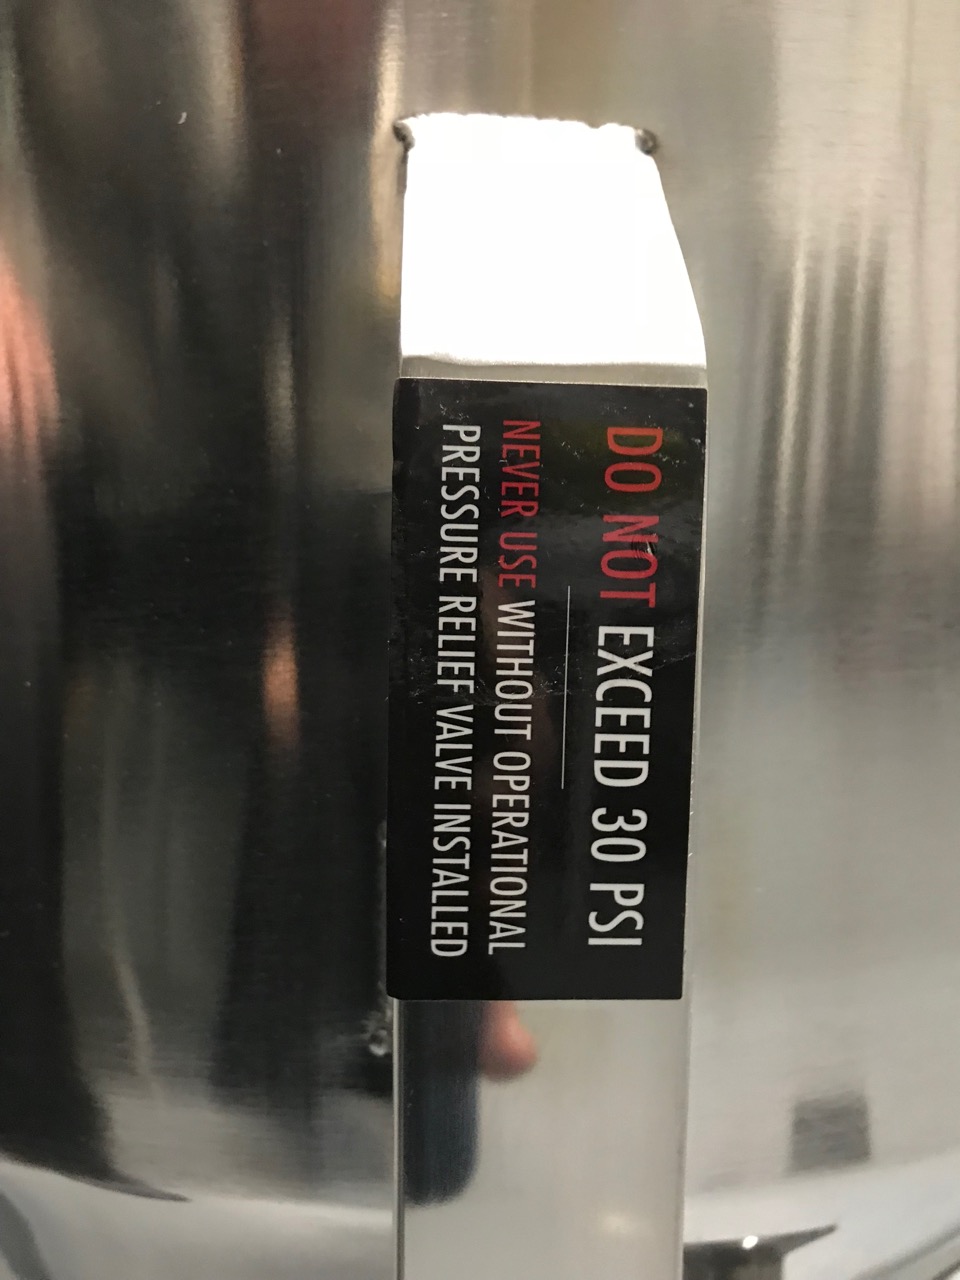 DO NOT EXCEED 30 PSI
NEVER USE WITHOUT OPERATIONAL
PRESSURE RELIEF VALVE INSTALLED